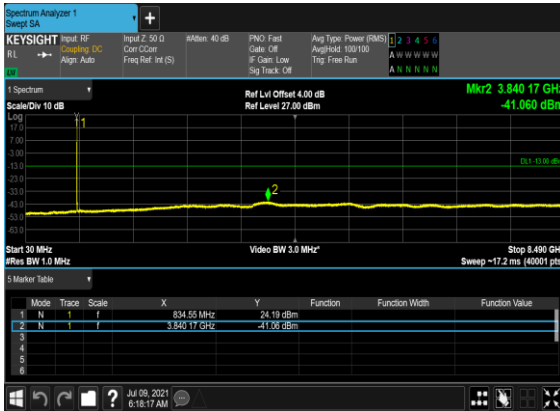 Spectrum Analyzer 1
Swept SA
+
KEYSIGHT Input: RF Input Z: 50 Ω #Atten: 40 dB PNO: Fast Avg Type: Power (RMS) 1 2 3 4 5 6
RL Coupling: DC Corr CCorr Gate: Off Avg|Hold: 100/100 A W W W W W
Align: Auto Freq Ref: Int (S) IF Gain: Low Trig: Free Run
Sig Track: Off A N N N N N
1 Spectrum Ref Lvl Offset 4.00 dB Mkr2 3.840 17 GHz
Scale/Div 10 dB Ref Level 27.00 dBm -41.060 dBm
Log
17.0
7.00
-3.00
-13.0 DL1 -13.00 dBm
-23.0
-33.0
-43.0
-53.0
-63.0
1
2
Start 30 MHz Video BW 3.0 MHz* Stop 8.490 GHz
#Res BW 1.0 MHz Sweep ~17.2 ms (40001 pts)
5 Marker Table
Mode Trace Scale X Y Function Function Width Function Value
1 N 1 f 834.55 MHz 24.19 dBm
2 N 1 f 3.840 17 GHz -41.06 dBm
3
4
5
6
? Jul 09, 2021
6:18:17 AM